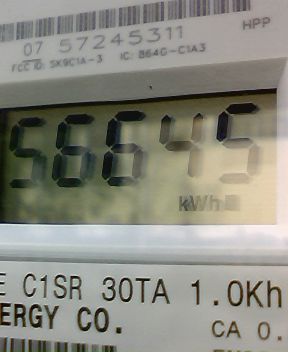 07 57245311
HPP
FCC ID: SK9C1A-3 IC: 864G-C1A3
56645
kWh
C1SR 30TA 1.0Kh
ERGY CO.
CA 0.